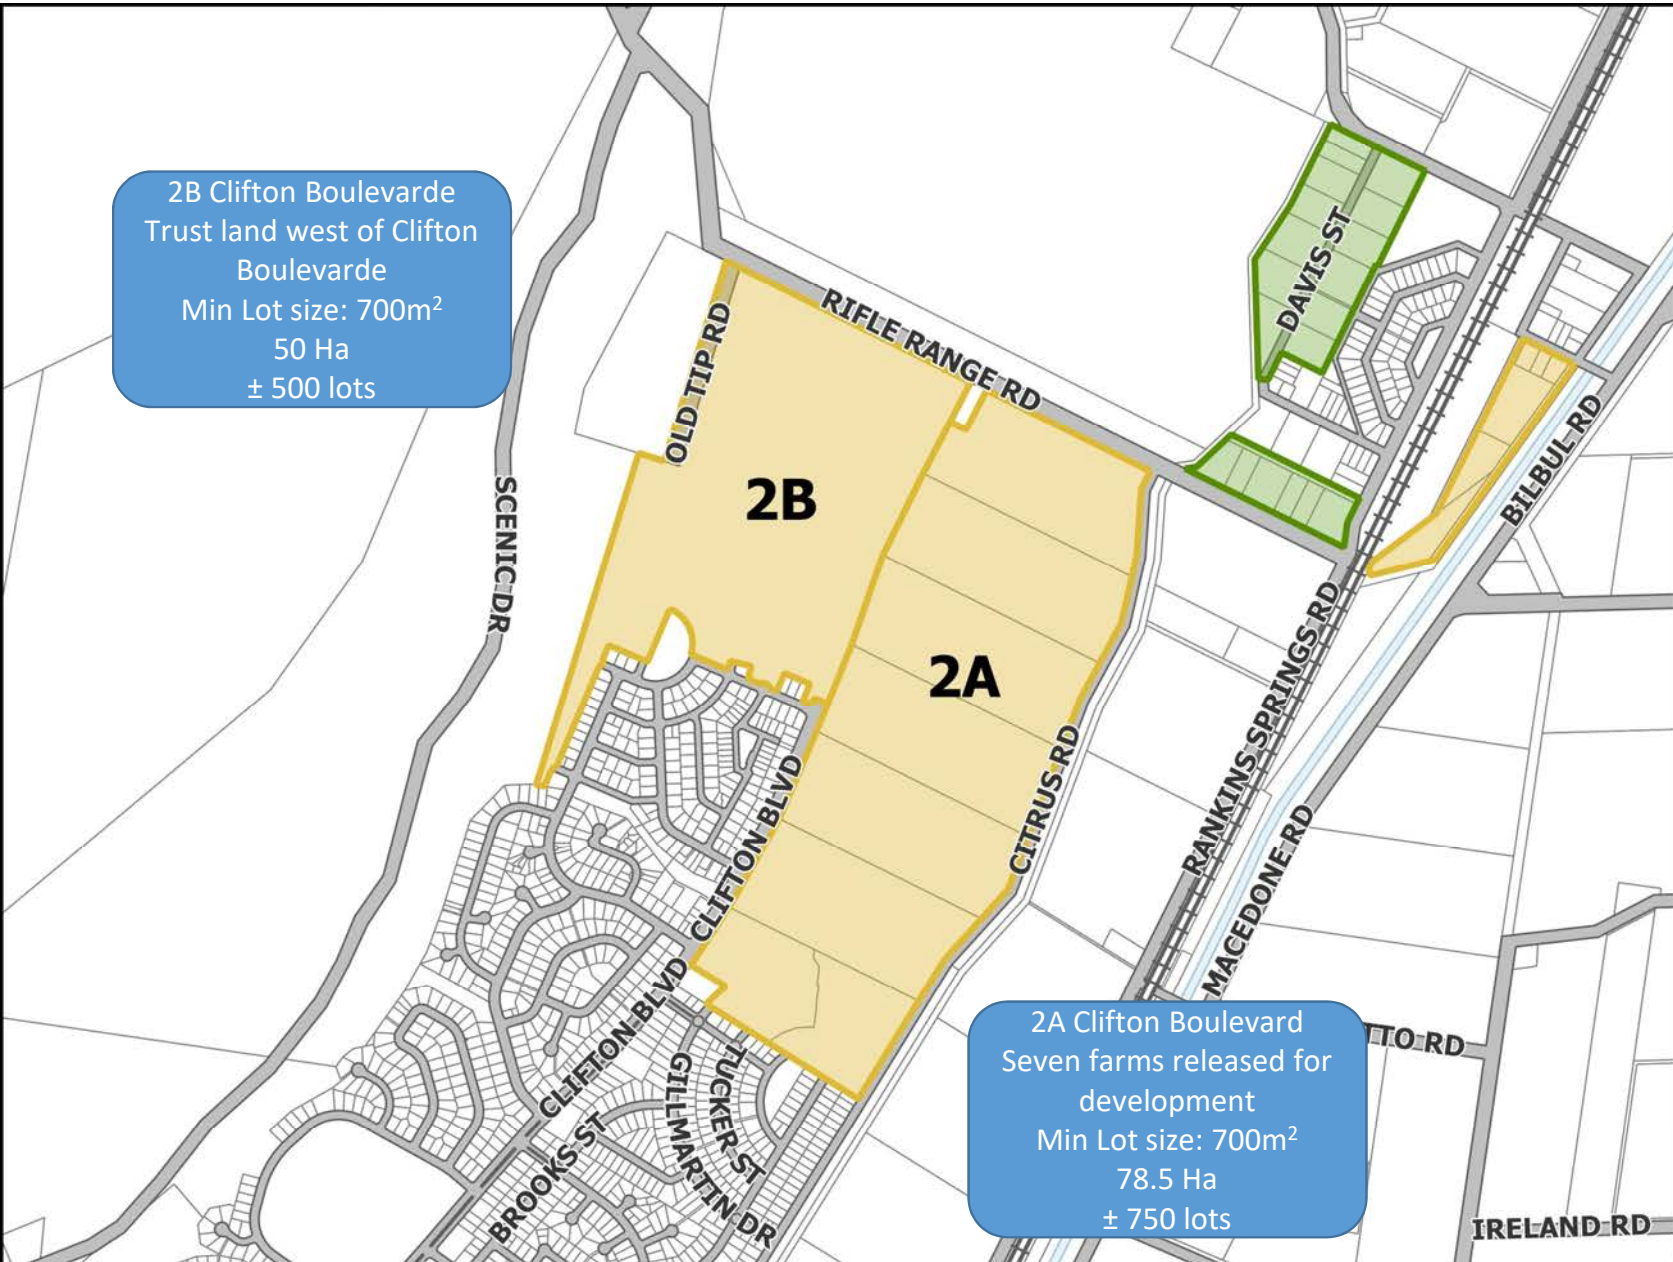 2B Clifton Boulevarde
Trust land west of Clifton
Boulevarde
Min Lot size: 700m²
50 Ha
± 500 lots
DAVIS ST
RIFLE RANGE RD
OLD TIP RD
BILBUL RD
2B
SCENIC DR
2A
RANKINS SPRINGS RD
CITRUS RD
CLIFTON BLVD
MACEDONE RD
CLIFTON BLVD
TUCKER ST
GILLMARTIN DR
BROOKS ST
2A Clifton Boulevard
Seven farms released for
development
Min Lot size: 700m²
78.5 Ha
± 750 lots
TTO RD
IRELAND RD